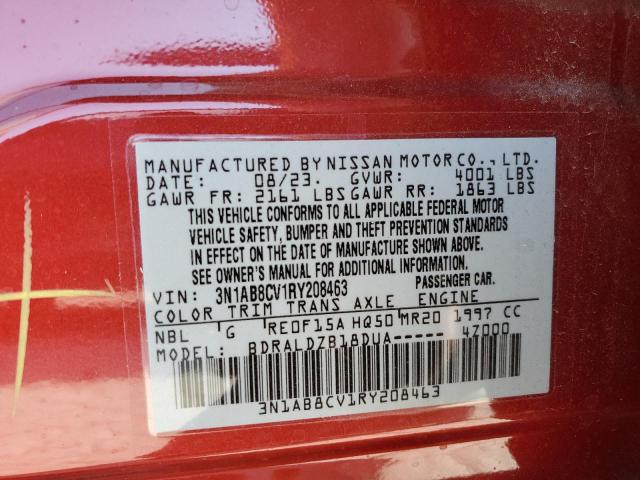 MANUFACTURED BY NISSAN MOTOR CO., LTD.
DATE: 08/23. GVWR: 4001 LBS
GAWR FR: 2161 LBS GAWR RR: 1863 LBS
THIS VEHICLE CONFORMS TO ALL APPLICABLE FEDERAL MOTOR
VEHICLE SAFETY, BUMPER AND THEFT PREVENTION STANDARDS
IN EFFECT ON THE DATE OF MANUFACTURE SHOWN ABOVE.
SEE OWNER'S MANUAL FOR ADDITIONAL
VIN: 3N1AB8CV1RY208463 PASSENGER CAR.
COLOR TRIM TRANS AXLE ENGINE
NBL G RE0F15A HQ50 MR20 1997 CC
MODEL: BDRALDZB18DUA----- 4Z000
3N1AB8CV1RY208463